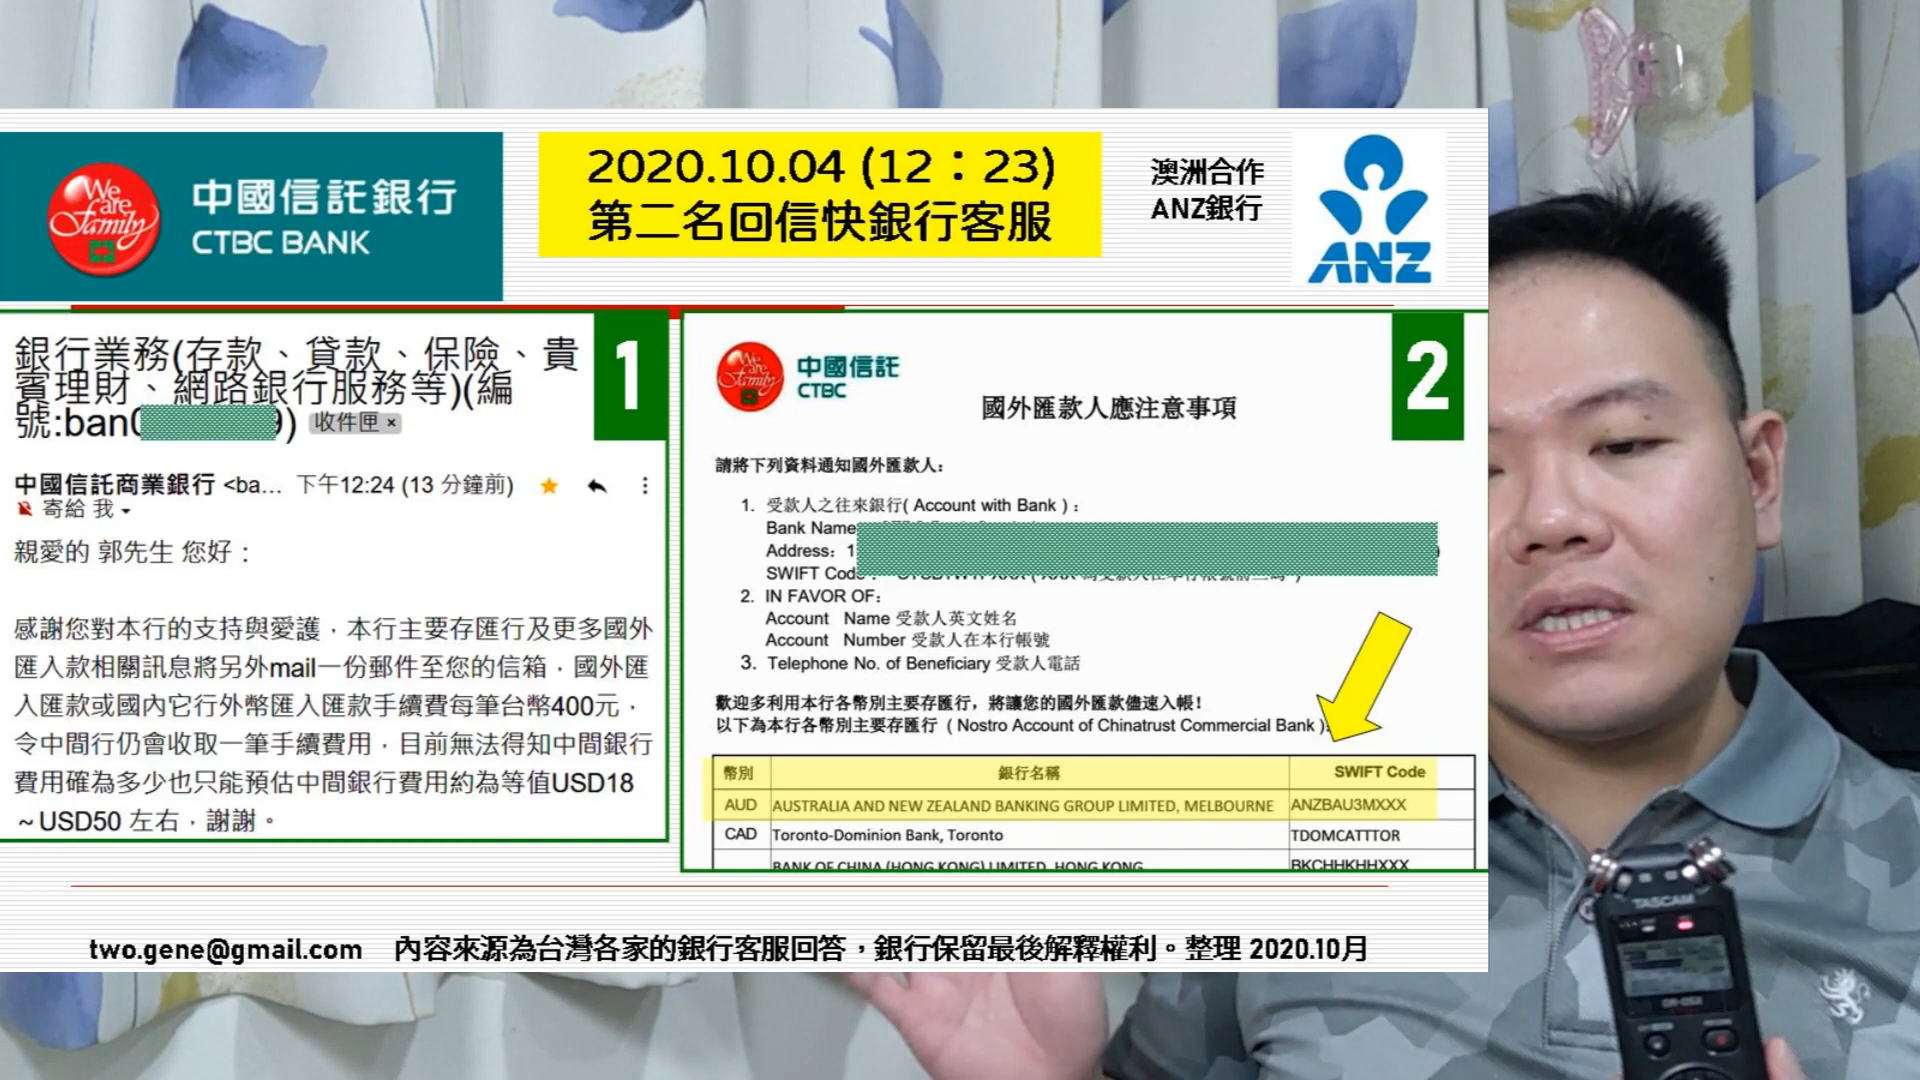 We
are
Family
中國信託銀行
CTBC BANK
2020.10.04 (12:23)
第二名回信快銀行客服
澳洲合作
ANZ銀行
ANZ
銀行業務(存款、貸款、保險、貴
賓理財、網路銀行服務等)(編
號:ban0 9) 收件匣 ×
1
中國信託商業銀行 <ba... 下午12:24 (13 分鐘前)
寄給 我
親愛的 郭先生 您好：
感謝您對本行的支持與愛護，本行主要存匯行及更多國外
匯入款相關訊息將另外mail一份郵件至您的信箱，國外匯
入匯款或國內它行外幣匯入匯款手續費每筆台幣400元，
令中間行仍會收取一筆手續費用，目前無法得知中間銀行
費用確為多少也只能預估中間銀行費用約為等值USD18
～USD50 左右，謝謝。
We
are
Family
中國信託
CTBC
2
國外匯款人應注意事項
請將下列資料通知國外匯款人：
1. 受款人之往來銀行( Account with Bank )：
Bank Name
Address： 1
SWIFT Code：
2. IN FAVOR OF：
Account Name 受款人英文姓名
Account Number 受款人在本行帳號
3. Telephone No. of Beneficiary 受款人電話
歡迎多利用本行各幣別主要存匯行，將讓您的國外匯款儘速入帳！
以下為本行各幣別主要存匯行（Nostro Account of Chinatrust Commercial Bank）：
幣別 銀行名稱 SWIFT Code
AUD AUSTRALIA AND NEW ZEALAND BANKING GROUP LIMITED, MELBOURNE ANZBAU3MXXX
CAD Toronto-Dominion Bank, Toronto TDOMCATTTOR
BANK OF CHINA (HONG KONG) LIMITED, HONG KONG BKCHHKHHXXX
two.gene@gmail.com 內容來源為台灣各家的銀行客服回答，銀行保留最後解釋權利。整理 2020.10月
TASCAM
DR-05X